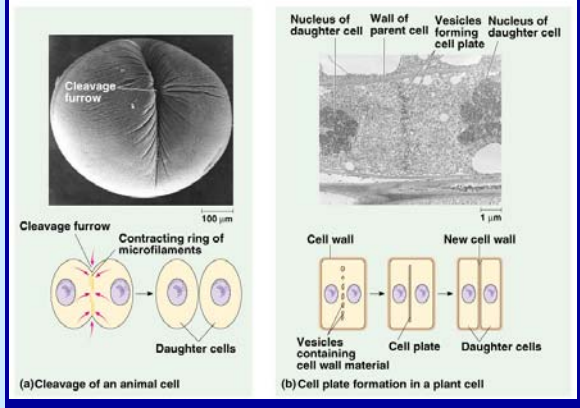 Cleavage
furrow
100 µm
Cleavage furrow
Contracting ring of
microfilaments
Daughter cells
(a)Cleavage of an animal cell
Nucleus of
daughter cell
Wall of
parent cell
Vesicles
forming
cell plate
Nucleus of
daughter cell
1 µm
Cell wall
New cell wall
Vesicles
containing
cell wall material
Cell plate
Daughter cells
(b)Cell plate formation in a plant cell